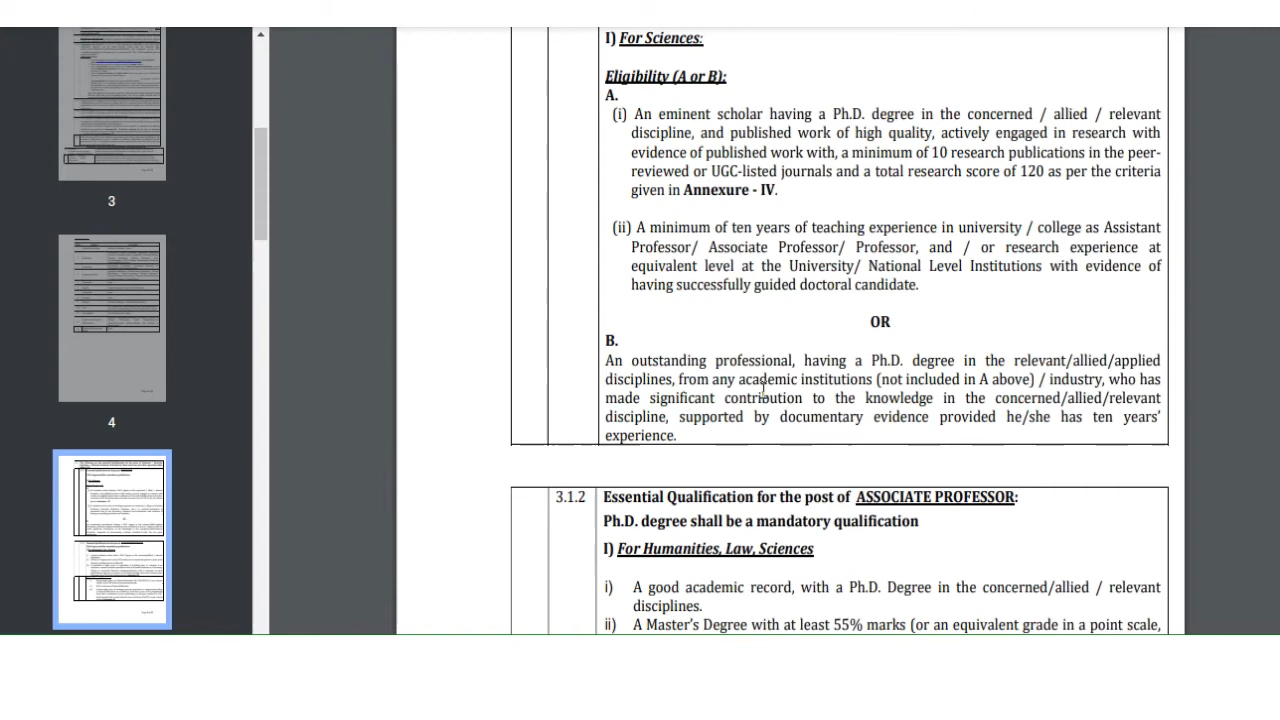 I) For Sciences:
Eligibility (A or B):
A.
(i) An eminent scholar having a Ph.D. degree in the concerned / allied / relevant
discipline, and published work of high quality, actively engaged in research with
evidence of published work with, a minimum of 10 research publications in the peer-
reviewed or UGC-listed journals and a total research score of 120 as per the criteria
given in Annexure - IV.
(ii) A minimum of ten years of teaching experience in university / college as Assistant
Professor/ Associate Professor/ Professor, and / or research experience at
equivalent level at the University/ National Level Institutions with evidence of
having successfully guided doctoral candidate.
OR
B.
An outstanding professional, having a Ph.D. degree in the relevant/allied/applied
disciplines, from any academic institutions (not included in A above) / industry, who has
made significant contribution to the knowledge in the concerned/allied/relevant
discipline, supported by documentary evidence provided he/she has ten years'
experience.
3.1.2 Essential Qualification for the post of ASSOCIATE PROFESSOR:
Ph.D. degree shall be a mandatory qualification
I) For Humanities, Law, Sciences
i) A good academic record, with a Ph.D. Degree in the concerned/allied / relevant
disciplines.
ii) A Master's Degree with at least 55% marks (or an equivalent grade in a point scale,
3
4